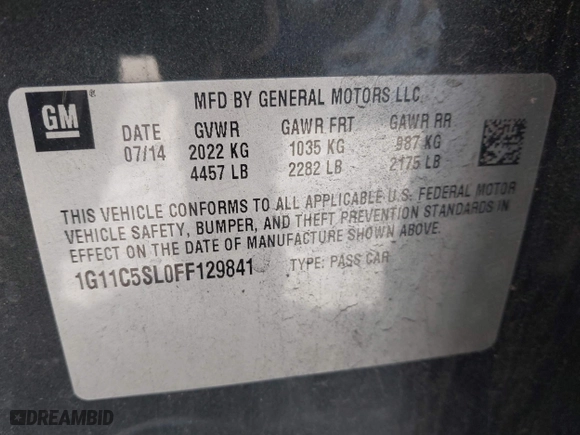 GM ®
MFD BY GENERAL MOTORS LLC
DATE GVWR GAWR FRT GAWR RR
07/14 2022 KG 1035 KG 987 KG
4457 LB 2282 LB 2175 LB
THIS VEHICLE CONFORMS TO ALL APPLICABLE U.S. FEDERAL MOTOR
VEHICLE SAFETY, BUMPER, AND THEFT PREVENTION STANDARDS IN
EFFECT ON THE DATE OF MANUFACTURE SHOWN ABOVE.
1G11C5SL0FF129841 TYPE: PASS CAR
DREAMBID